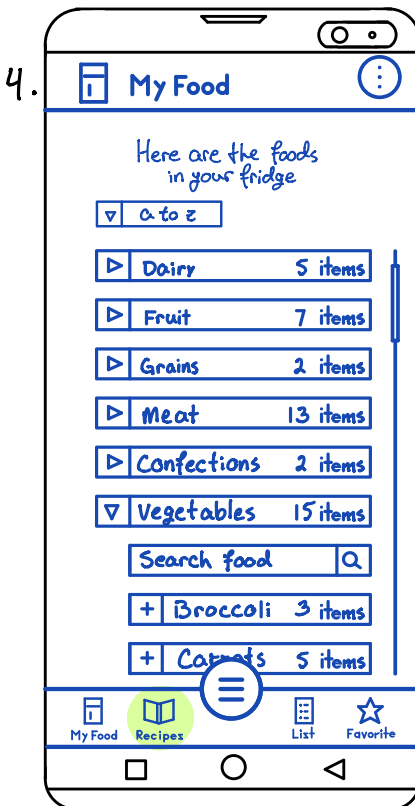 4.
My Food
Here are the foods
in your fridge
a to z
Dairy 5 items
Fruit 7 items
Grains 2 items
Meat 13 items
Confections 2 items
Vegetables 15 items
Search food
+ Broccoli 3 items
+ Carrots 5 items
My Food Recipes List Favorite